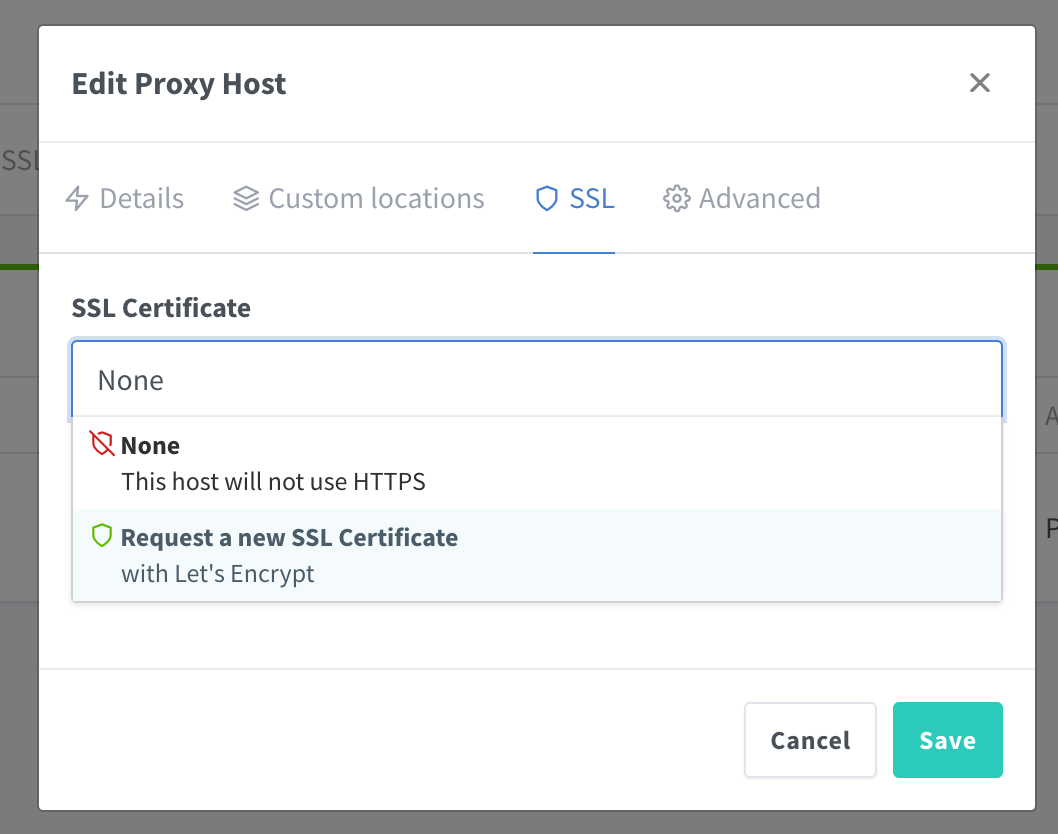 Edit Proxy Host
SSL
Details Custom locations SSL Advanced
SSL Certificate
None
None
This host will not use HTTPS
Request a new SSL Certificate
with Let's Encrypt
Cancel Save